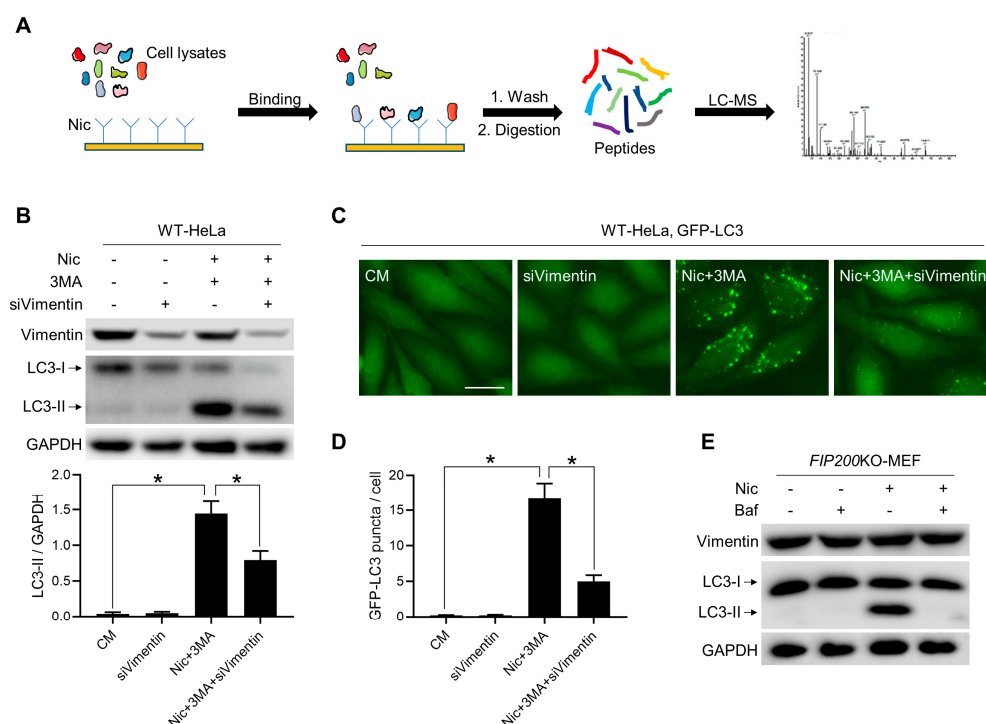 A
Cell lysates
Nic
Binding
1. Wash
2. Digestion
Peptides
LC-MS
B
WT-HeLa
Nic - - + +
3MA - - + +
siVimentin - + - +
Vimentin
LC3-I
LC3-II
GAPDH
LC3-II / GAPDH
2.0
1.5
1.0
0.5
0.0
* *
CM
siVimentin
Nic+3MA
Nic+3MA+siVimentin
C
WT-HeLa, GFP-LC3
CM
siVimentin
Nic+3MA
Nic+3MA+siVimentin
D
GFP-LC3 puncta / cell
20
15
10
5
0
* *
CM
siVimentin
Nic+3MA
Nic+3MA+siVimentin
E
FIP200KO-MEF
Nic - - + +
Baf - + - +
Vimentin
LC3-I
LC3-II
GAPDH